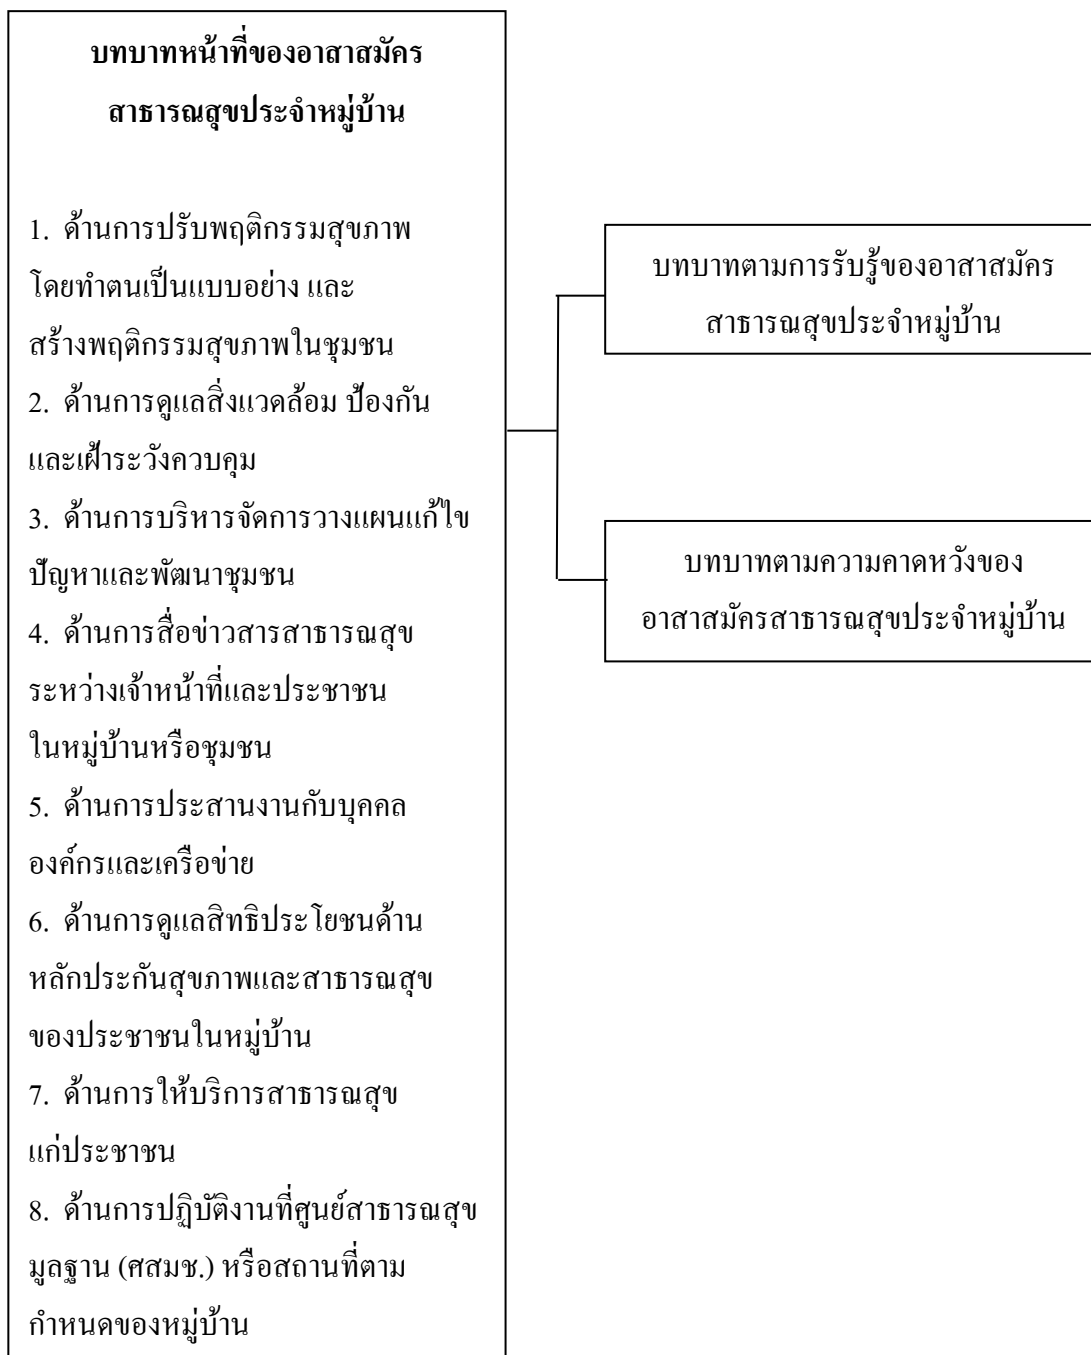 บทบาทหน้าที่ของอาสาสมัคร
สาธารณสุขประจำหมู่บ้าน
1. ด้านการปรับพฤติกรรมสุขภาพ
โดยทำตนเป็นแบบอย่าง และ
สร้างพฤติกรรมสุขภาพในชุมชน
2. ด้านการดูแลสิ่งแวดล้อม ป้องกัน
และเฝ้าระวังควบคุม
3. ด้านการบริหารจัดการวางแผนแก้ไข
ปัญหาและพัฒนาชุมชน
4. ด้านการสื่อข่าวสารสาธารณสุข
ระหว่างเจ้าหน้าที่และประชาชน
ในหมู่บ้านหรือชุมชน
5. ด้านการประสานงานกับบุคคล
องค์กรและเครือข่าย
6. ด้านการดูแลสิทธิประโยชน์ด้าน
หลักประกันสุขภาพและสาธารณสุข
ของประชาชนในหมู่บ้าน
7. ด้านการให้บริการสาธารณสุข
แก่ประชาชน
8. ด้านการปฏิบัติงานที่ศูนย์สาธารณสุข
มูลฐาน (ศสมช.) หรือสถานที่ตาม
กำหนดของหมู่บ้าน
บทบาทตามการรับรู้ของอาสาสมัคร
สาธารณสุขประจำหมู่บ้าน
บทบาทตามความคาดหวังของ
อาสาสมัครสาธารณสุขประจำหมู่บ้าน